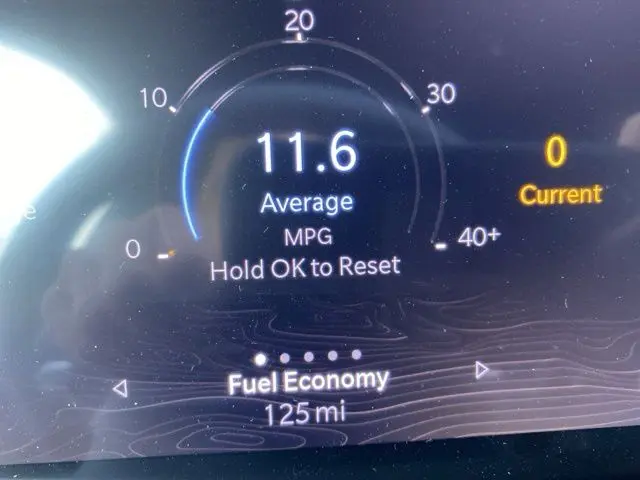 20
10
30
11.6
0
Average
Current
MPG
0
40+
Hold OK to Reset
Fuel Economy
125 mi